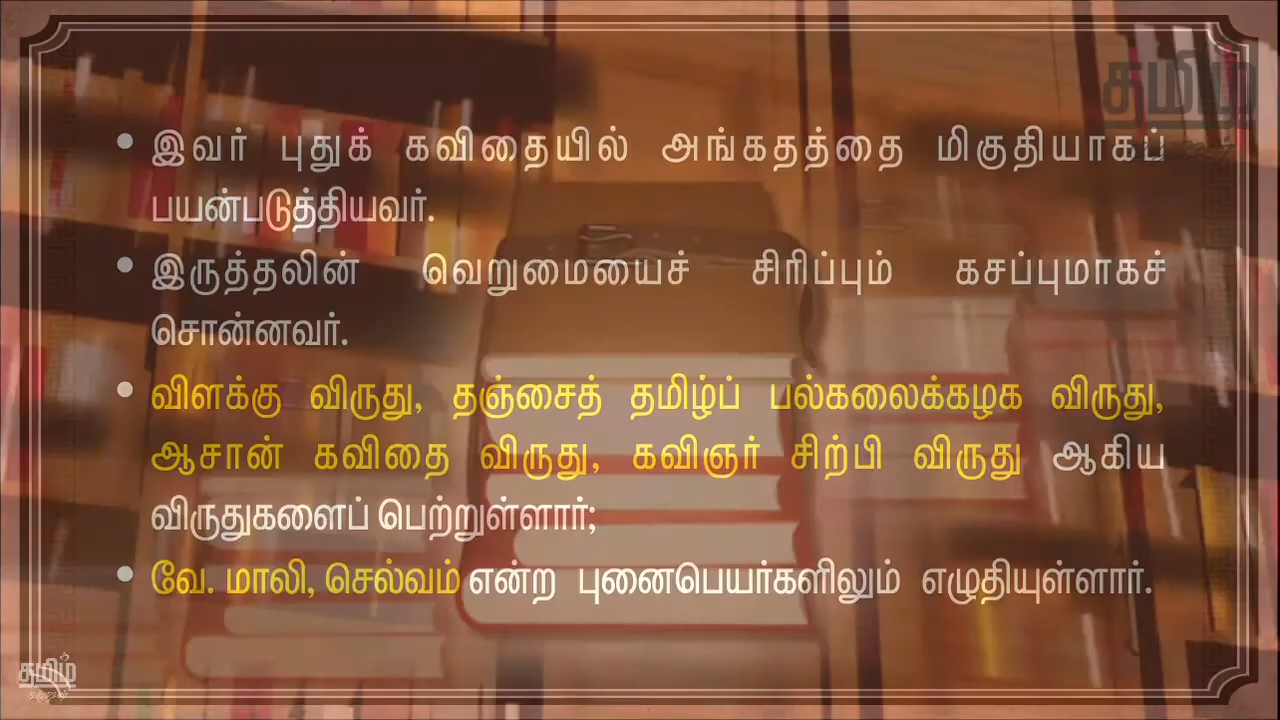 • இவர் புதுக் கவிதையில் அங்கதத்தை மிகுதியாகப்
பயன்படுத்தியவர்.
• இருத்தலின் வெறுமையைச் சிரிப்பும் கசப்புமாகச்
சொன்னவர்.
• விளக்கு விருது, தஞ்சைத் தமிழ்ப் பல்கலைக்கழக விருது,
ஆசான் கவிதை விருது, கவிஞர் சிற்பி விருது ஆகிய
விருதுகளைப் பெற்றுள்ளார்;
• வே. மாலி, செல்வம் என்ற புனைபெயர்களிலும் எழுதியுள்ளார்.
தமிழ்
தமிழ்